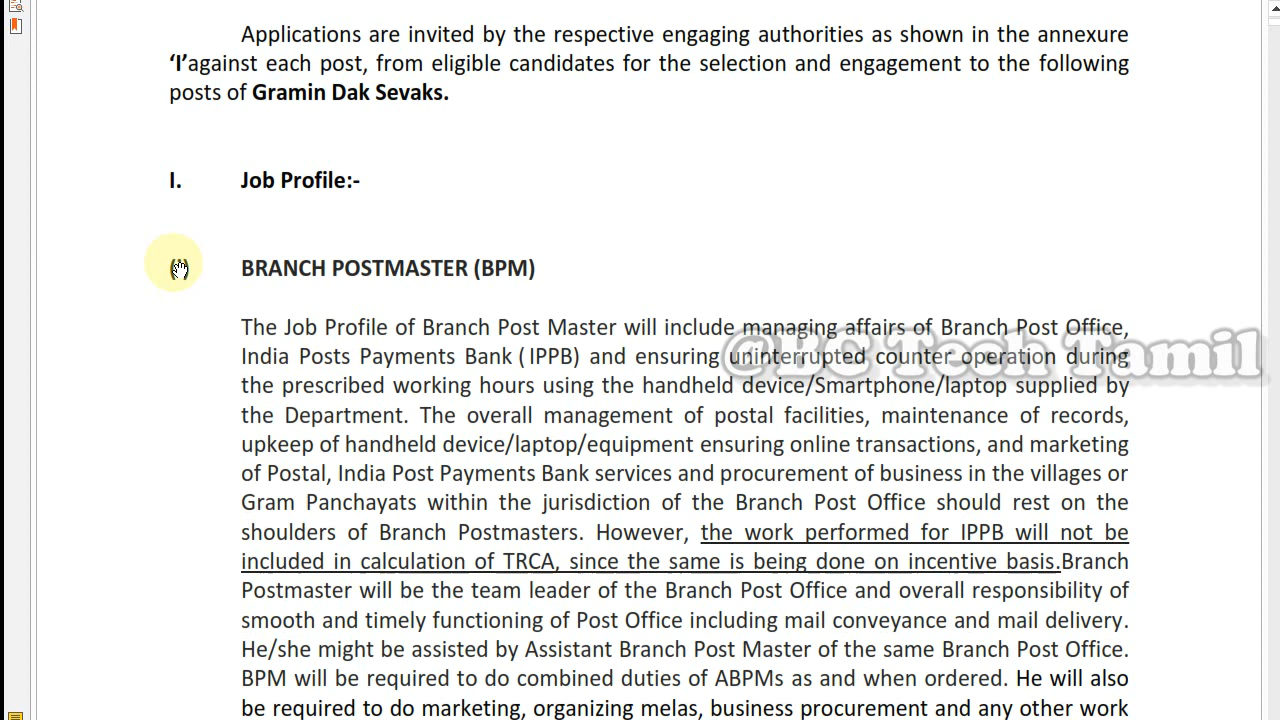 Applications are invited by the respective engaging authorities as shown in the annexure
‘I’against each post, from eligible candidates for the selection and engagement to the following
posts of Gramin Dak Sevaks.
I. Job Profile:-
BRANCH POSTMASTER (BPM)
The Job Profile of Branch Post Master will include managing affairs of Branch Post Office,
India Posts Payments Bank ( IPPB) and ensuring uninterrupted counter operation during
@BC Tech Tamil
the prescribed working hours using the handheld device/Smartphone/laptop supplied by
the Department. The overall management of postal facilities, maintenance of records,
upkeep of handheld device/laptop/equipment ensuring online transactions, and marketing
of Postal, India Post Payments Bank services and procurement of business in the villages or
Gram Panchayats within the jurisdiction of the Branch Post Office should rest on the
shoulders of Branch Postmasters. However, the work performed for IPPB will not be
included in calculation of TRCA, since the same is being done on incentive basis.Branch
Postmaster will be the team leader of the Branch Post Office and overall responsibility of
smooth and timely functioning of Post Office including mail conveyance and mail delivery.
He/she might be assisted by Assistant Branch Post Master of the same Branch Post Office.
BPM will be required to do combined duties of ABPMs as and when ordered. He will also
be required to do marketing, organizing melas, business procurement and any other work